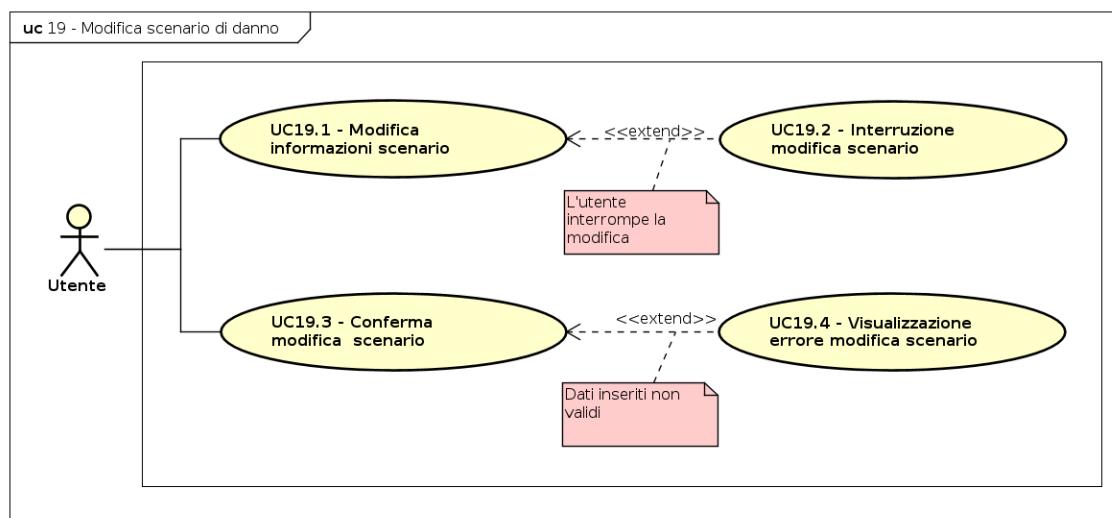 uc 19 - Modifica scenario di danno
UC19.1 - Modifica
informazioni scenario
<<extend>>
UC19.2 - Interruzione
modifica scenario
L'utente
interrompe la
modifica
Utente
UC19.3 - Conferma
modifica  scenario
<<extend>>
UC19.4 - Visualizzazione
errore modifica scenario
Dati inseriti non
validi